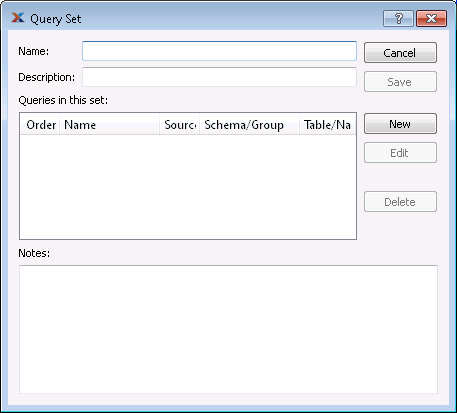 Query Set
?
Name:
Cancel
Description:
Save
Queries in this set:
Order Name Sourc Schema/Group Table/Na
New
Edit
Delete
Notes: